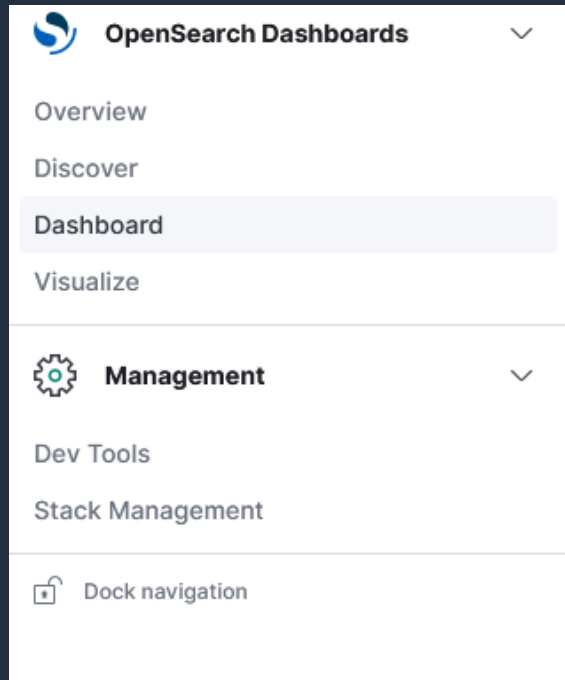 OpenSearch Dashboards
Overview
Discover
Dashboard
Visualize
Management
Dev Tools
Stack Management
Dock navigation